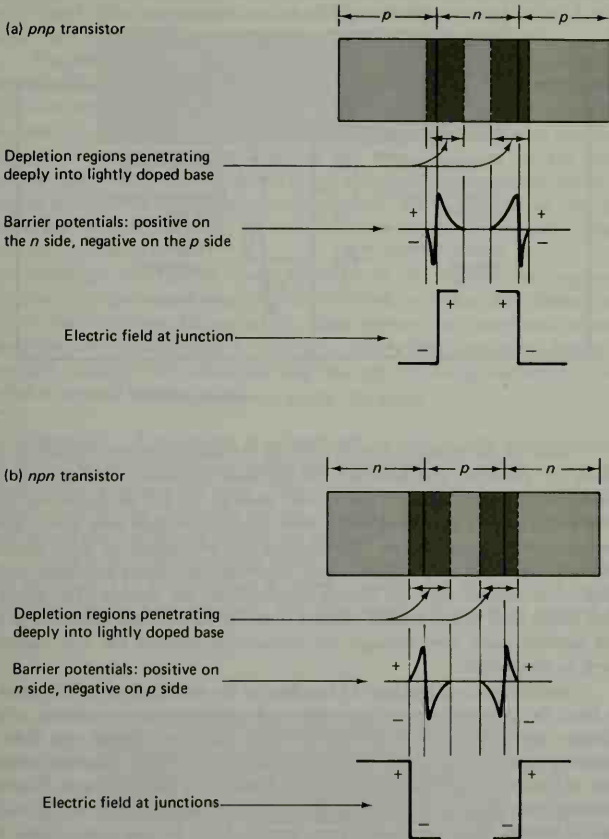 (a) pnp transistor
p n p
Depletion regions penetrating
deeply into lightly doped base
Barrier potentials: positive on
the n side, negative on the p side
+ +
− −
Electric field at junction
+ +
− −
(b) npn transistor
n p n
Depletion regions penetrating
deeply into lightly doped base
Barrier potentials: positive on
n side, negative on p side
+ +
− −
Electric field at junctions
+ +
− −